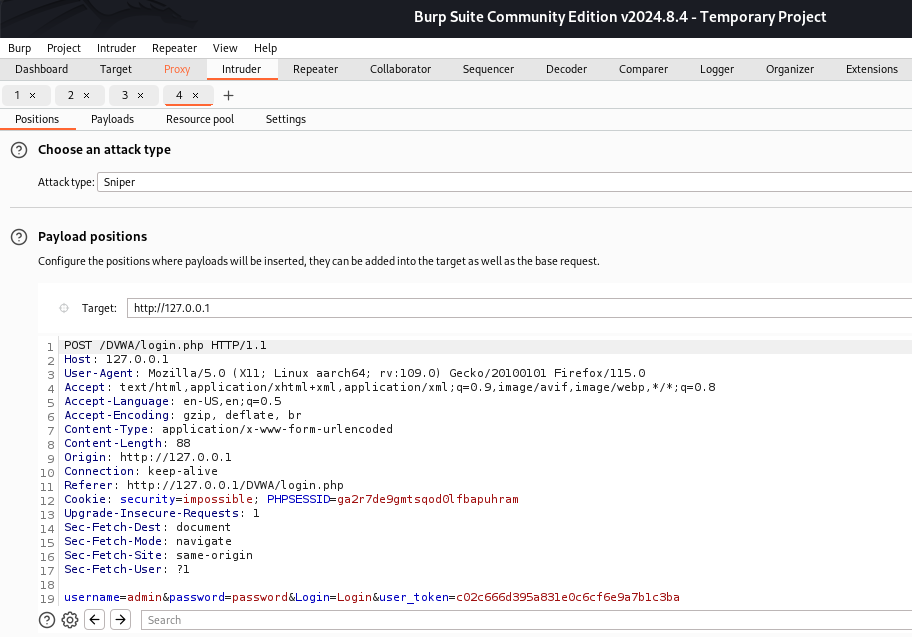 Burp Suite Community Edition v2024.8.4 - Temporary Project
Burp Project Intruder Repeater View Help
Dashboard Target Proxy Intruder Repeater Collaborator Sequencer Decoder Comparer Logger Organizer Extensions
1 × 2 × 3 × 4 × +
Positions Payloads Resource pool Settings
? Choose an attack type
Attack type: Sniper
? Payload positions
Configure the positions where payloads will be inserted, they can be added into the target as well as the base request.
Target: http://127.0.0.1
1 POST /DVWA/login.php HTTP/1.1
2 Host: 127.0.0.1
3 User-Agent: Mozilla/5.0 (X11; Linux aarch64; rv:109.0) Gecko/20100101 Firefox/115.0
4 Accept: text/html,application/xhtml+xml,application/xml;q=0.9,image/avif,image/webp,*/*;q=0.8
5 Accept-Language: en-US,en;q=0.5
6 Accept-Encoding: gzip, deflate, br
7 Content-Type: application/x-www-form-urlencoded
8 Content-Length: 88
9 Origin: http://127.0.0.1
10 Connection: keep-alive
11 Referer: http://127.0.0.1/DVWA/login.php
12 Cookie: security=impossible; PHPSESSID=ga2r7de9gmtsqod0lfbapuhram
13 Upgrade-Insecure-Requests: 1
14 Sec-Fetch-Dest: document
15 Sec-Fetch-Mode: navigate
16 Sec-Fetch-Site: same-origin
17 Sec-Fetch-User: ?1
18
19 username=admin&password=password&Login=Login&user_token=c02c666d395a831e0c6cf6e9a7b1c3ba
? Search